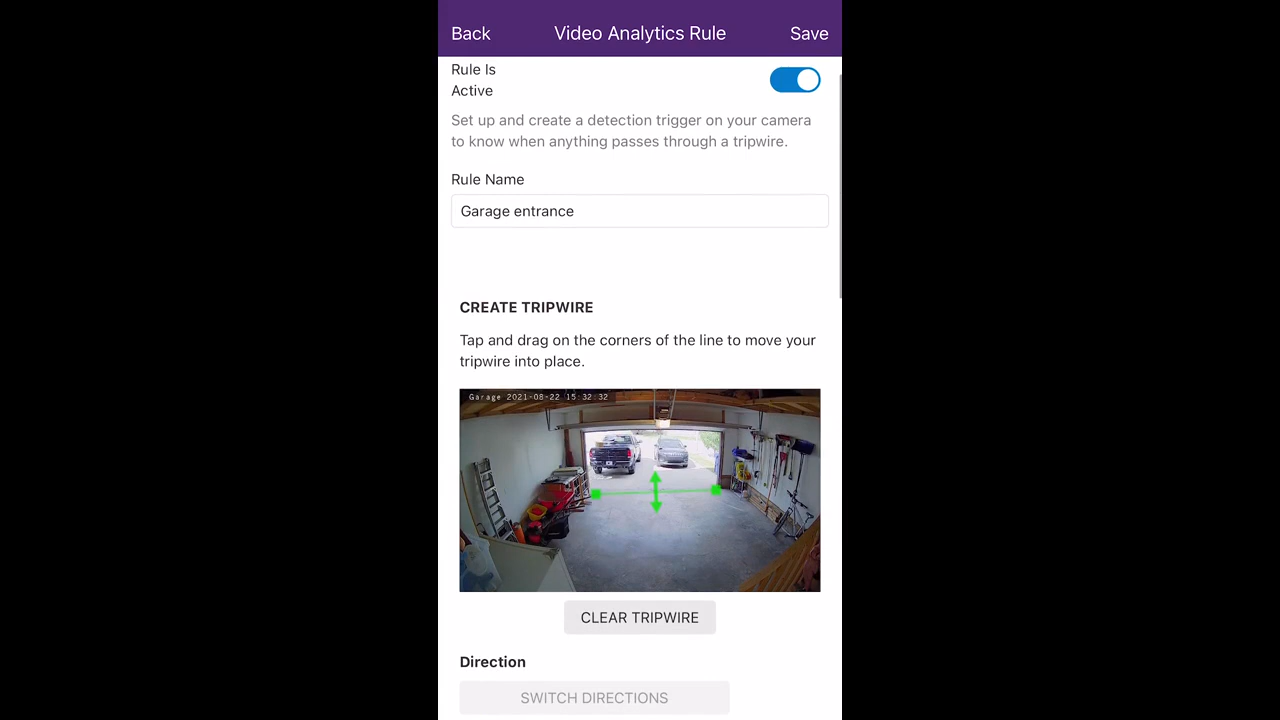 Back Video Analytics Rule Save
Rule Is
Active
Set up and create a detection trigger on your camera
to know when anything passes through a tripwire.
Rule Name
Garage entrance
CREATE TRIPWIRE
Tap and drag on the corners of the line to move your
tripwire into place.
Garage 2021-08-22 15:32:32
CLEAR TRIPWIRE
Direction
SWITCH DIRECTIONS